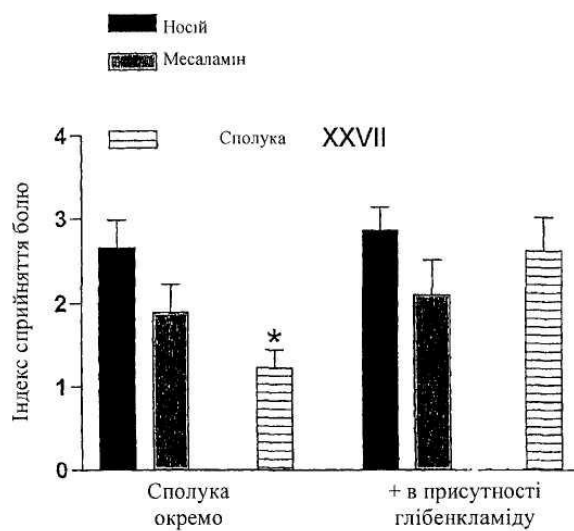 Носій
Месаламін
Сполука XXVII
Індекс сприйняття болю
4
3
2
1
0
*
Сполука
окремо
+ в присутності
глібенкламіду